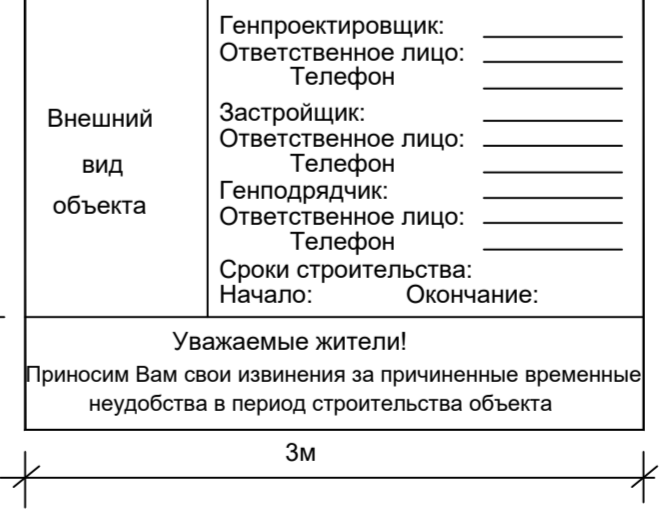 Внешний
вид
объекта
Генпроектировщик:
Ответственное лицо:
Телефон
Застройщик:
Ответственное лицо:
Телефон
Генподрядчик:
Ответственное лицо:
Телефон
Сроки строительства:
Начало: Окончание:
Уважаемые жители!
Приносим Вам свои извинения за причиненные временные
неудобства в период строительства объекта
3м